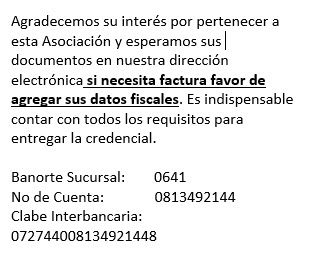 Agradecemos su interés por pertenecer a
esta Asociación y esperamos sus
documentos en nuestra dirección
electrónica si necesita factura favor de
agregar sus datos fiscales. Es indispensable
contar con todos los requisitos para
entregar la credencial.
Banorte Sucursal: 0641
No de Cuenta: 0813492144
Clabe Interbancaria:
072744008134921448